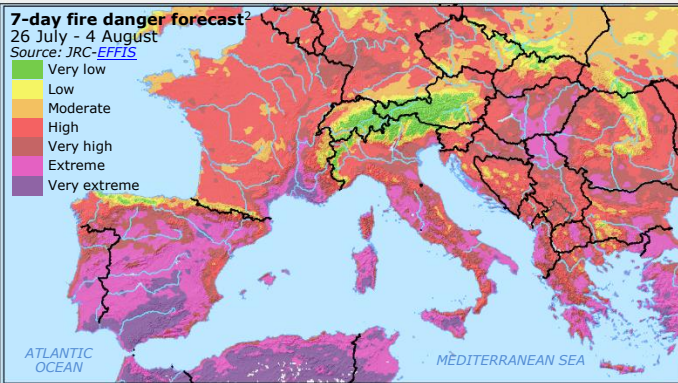 7-day fire danger forecast2
26 July - 4 August
Source: JRC-EFFIS
Very low
Low
Moderate
High
Very high
Extreme
Very extreme
ATLANTIC
OCEAN
MEDITERRANEAN SEA